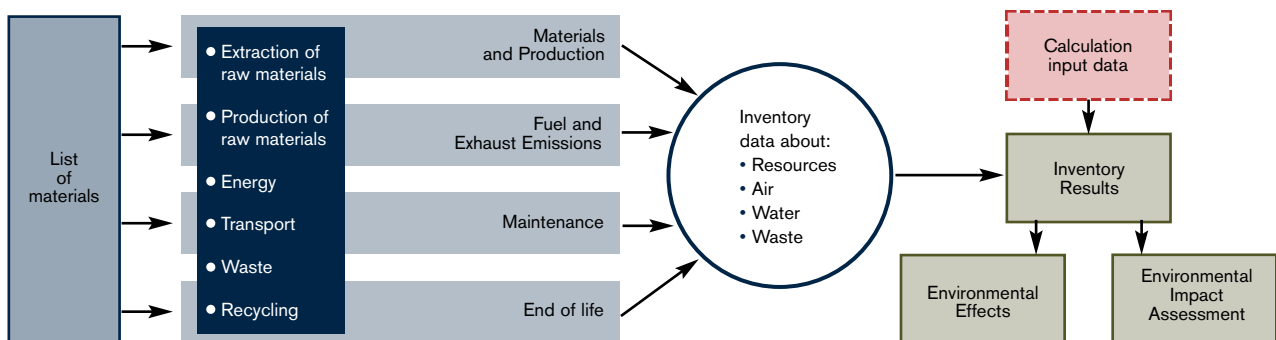 List
of
materials
• Extraction of
raw materials
• Production of
raw materials
• Energy
• Transport
• Waste
• Recycling
Materials
and Production
Fuel and
Exhaust Emissions
Maintenance
End of life
Inventory
data about:
• Resources
• Air
• Water
• Waste
Calculation
input data
Inventory
Results
Environmental
Effects
Environmental
Impact
Assessment